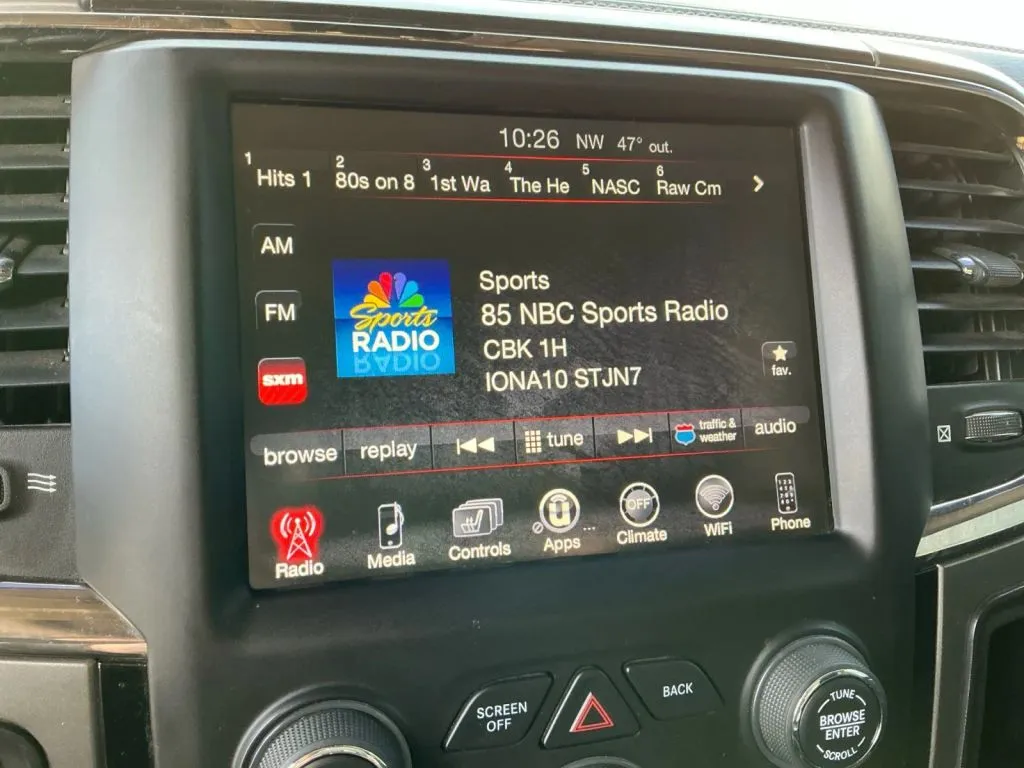 10:26 NW 47° out.
1 Hits 1 2 80s on 8 3 1st Wa 4 The He 5 NASC 6 Raw Cm
AM
FM
sxm
Sports
RADIO
Sports
85 NBC Sports Radio
CBK 1H
IONA10 STJN7
fav.
browse replay tune traffic & weather audio
Radio Media Controls Apps OFF Climate WiFi Phone
SCREEN OFF
BACK
TUNE
BROWSE
ENTER
SCROLL